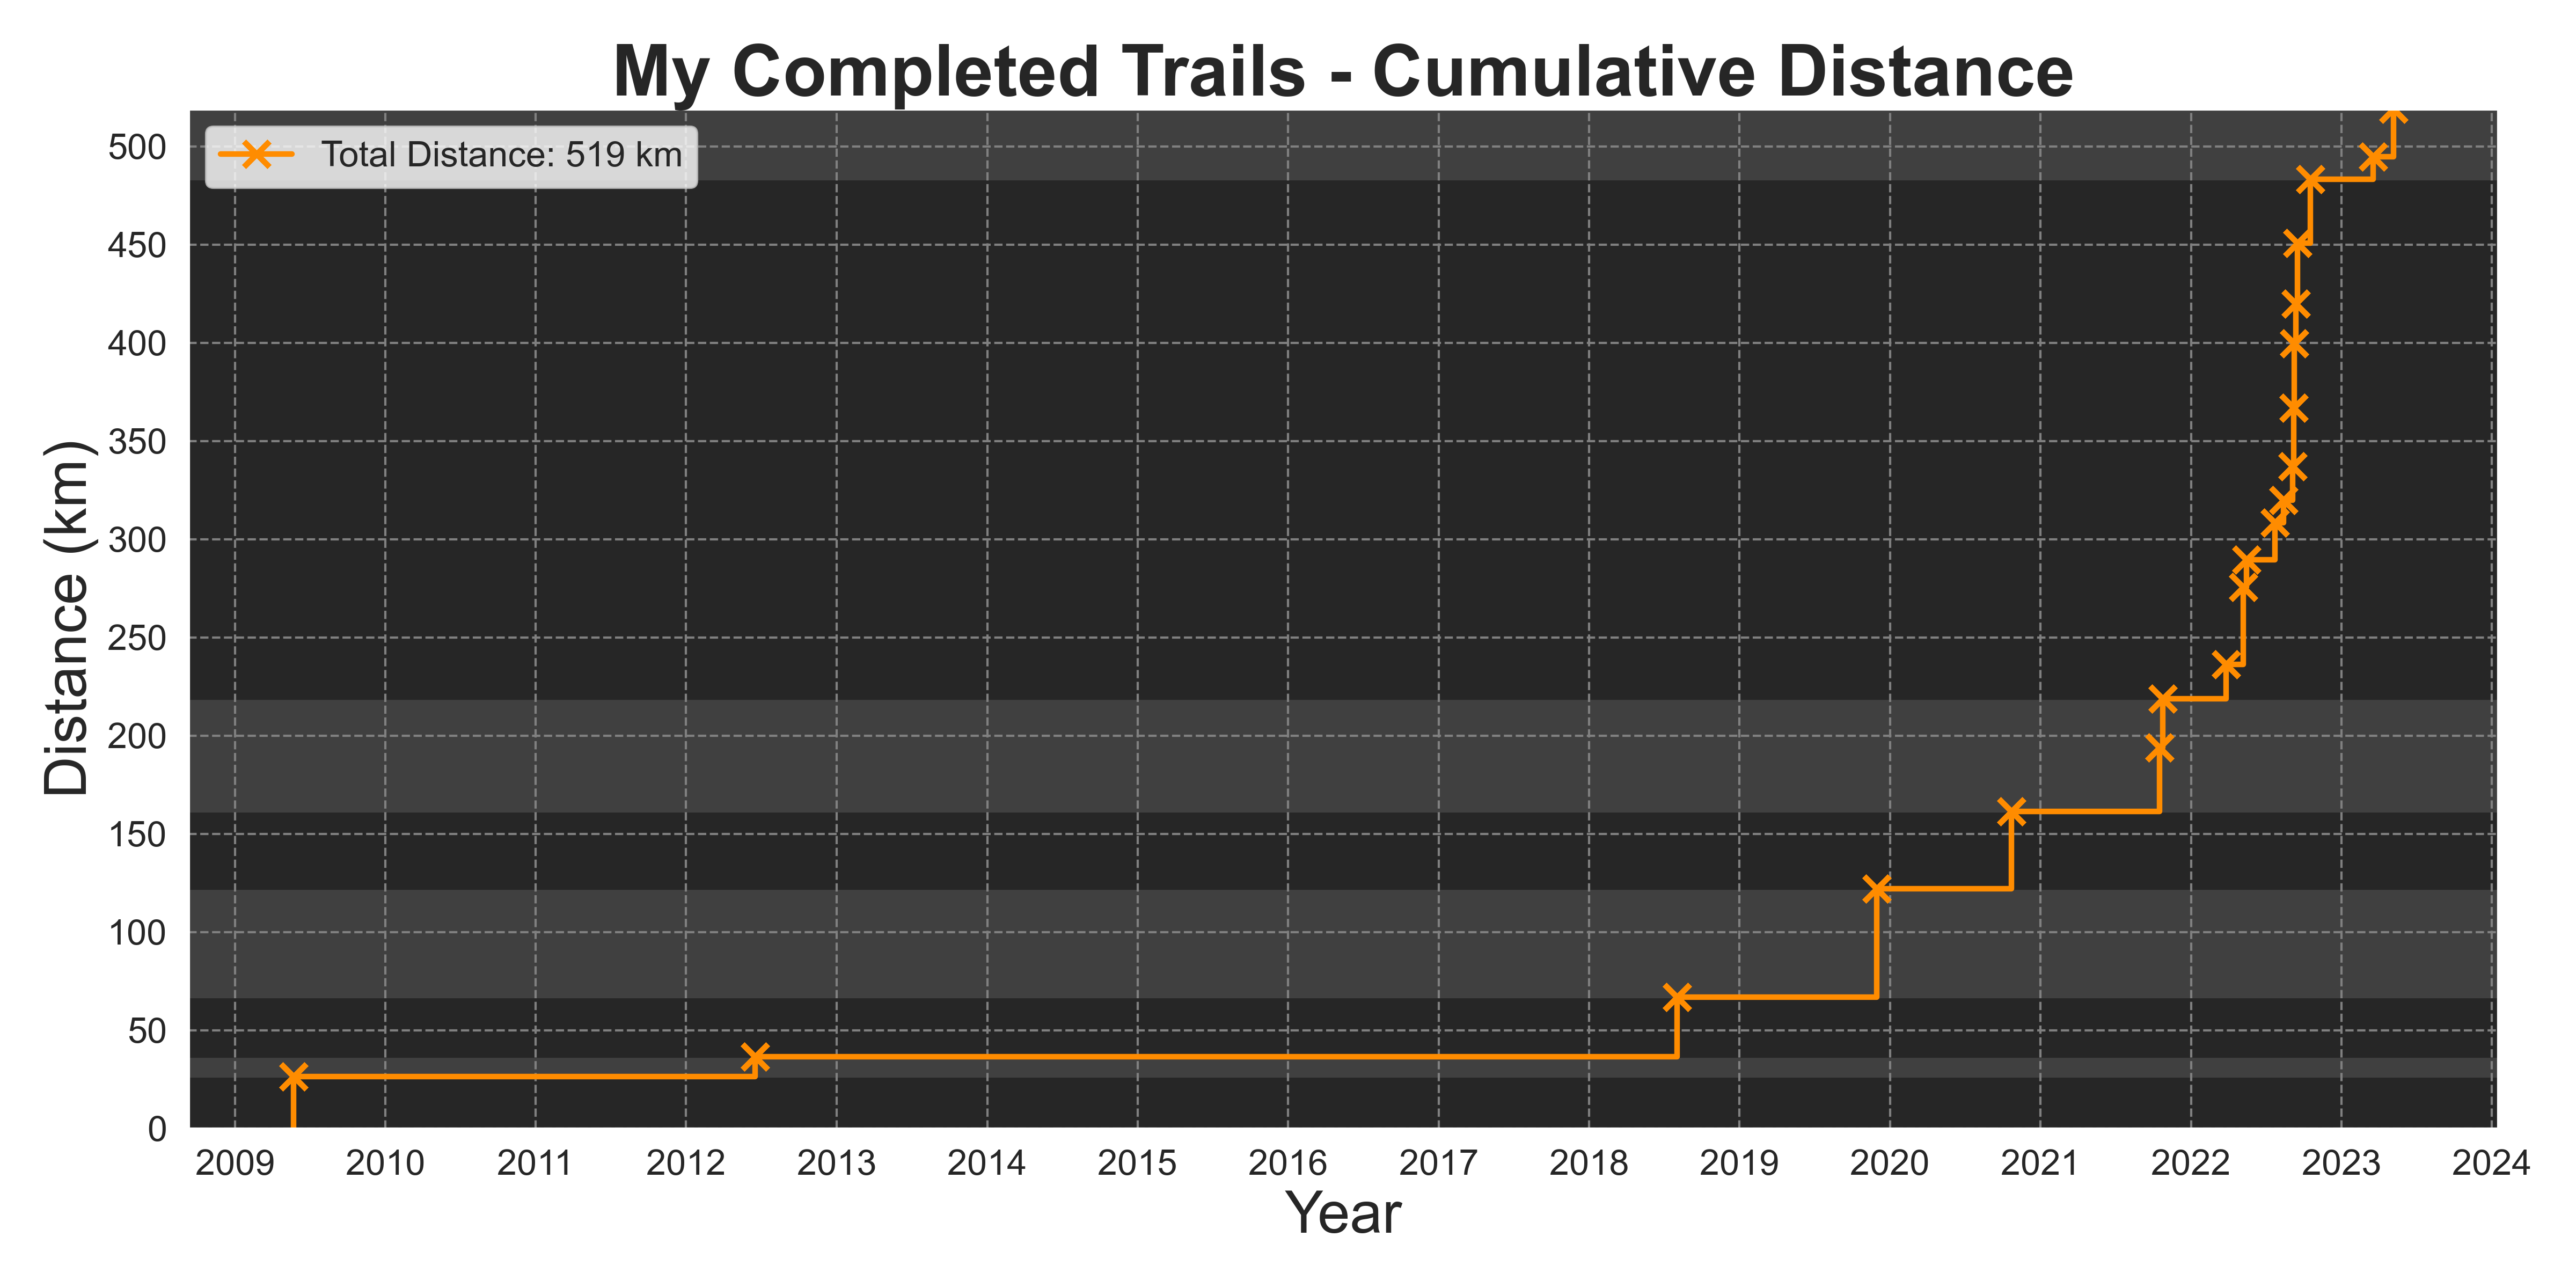 My Completed Trails - Cumulative Distance
Total Distance: 519 km
Distance (km)
500
450
400
350
300
250
200
150
100
50
0
2009 2010 2011 2012 2013 2014 2015 2016 2017 2018 2019 2020 2021 2022 2023 2024
Year